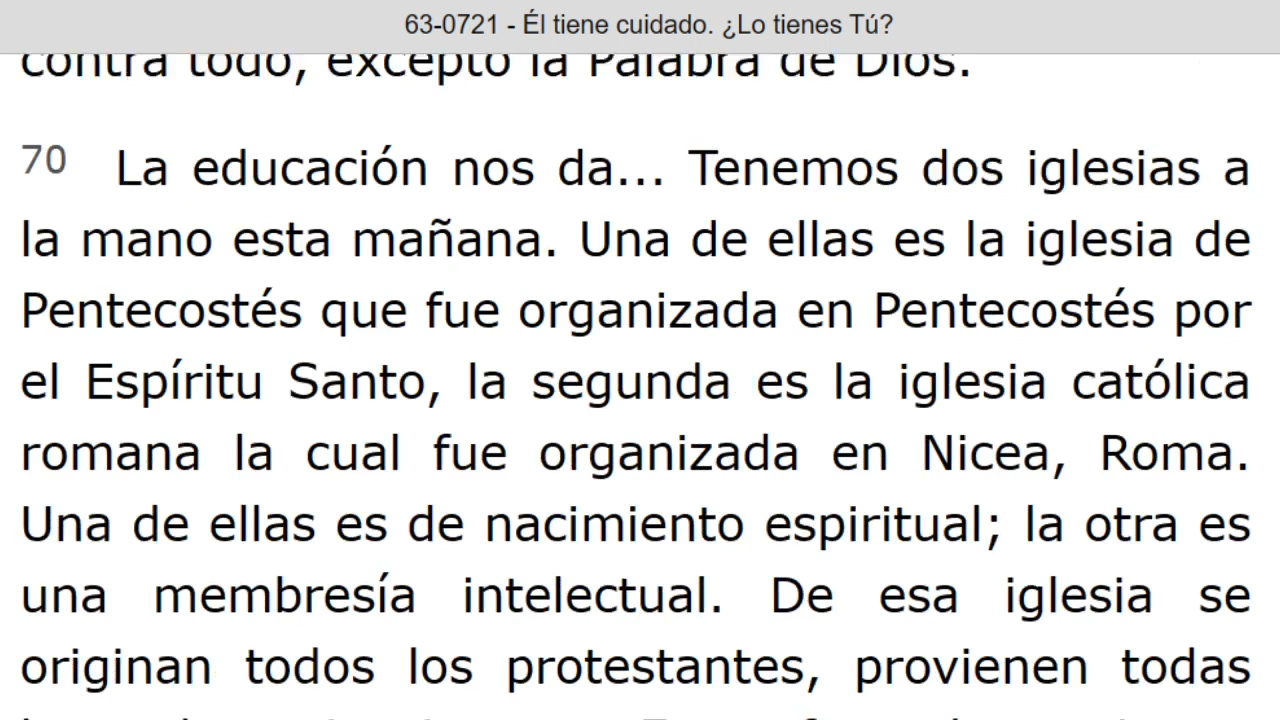 63-0721 - Él tiene cuidado. ¿Lo tienes Tú?
contra todo, excepto la Palabra de Dios.
70 La educación nos da... Tenemos dos iglesias a
la mano esta mañana. Una de ellas es la iglesia de
Pentecostés que fue organizada en Pentecostés por
el Espíritu Santo, la segunda es la iglesia católica
romana la cual fue organizada en Nicea, Roma.
Una de ellas es de nacimiento espiritual; la otra es
una membresía intelectual. De esa iglesia se
originan todos los protestantes, provienen todas